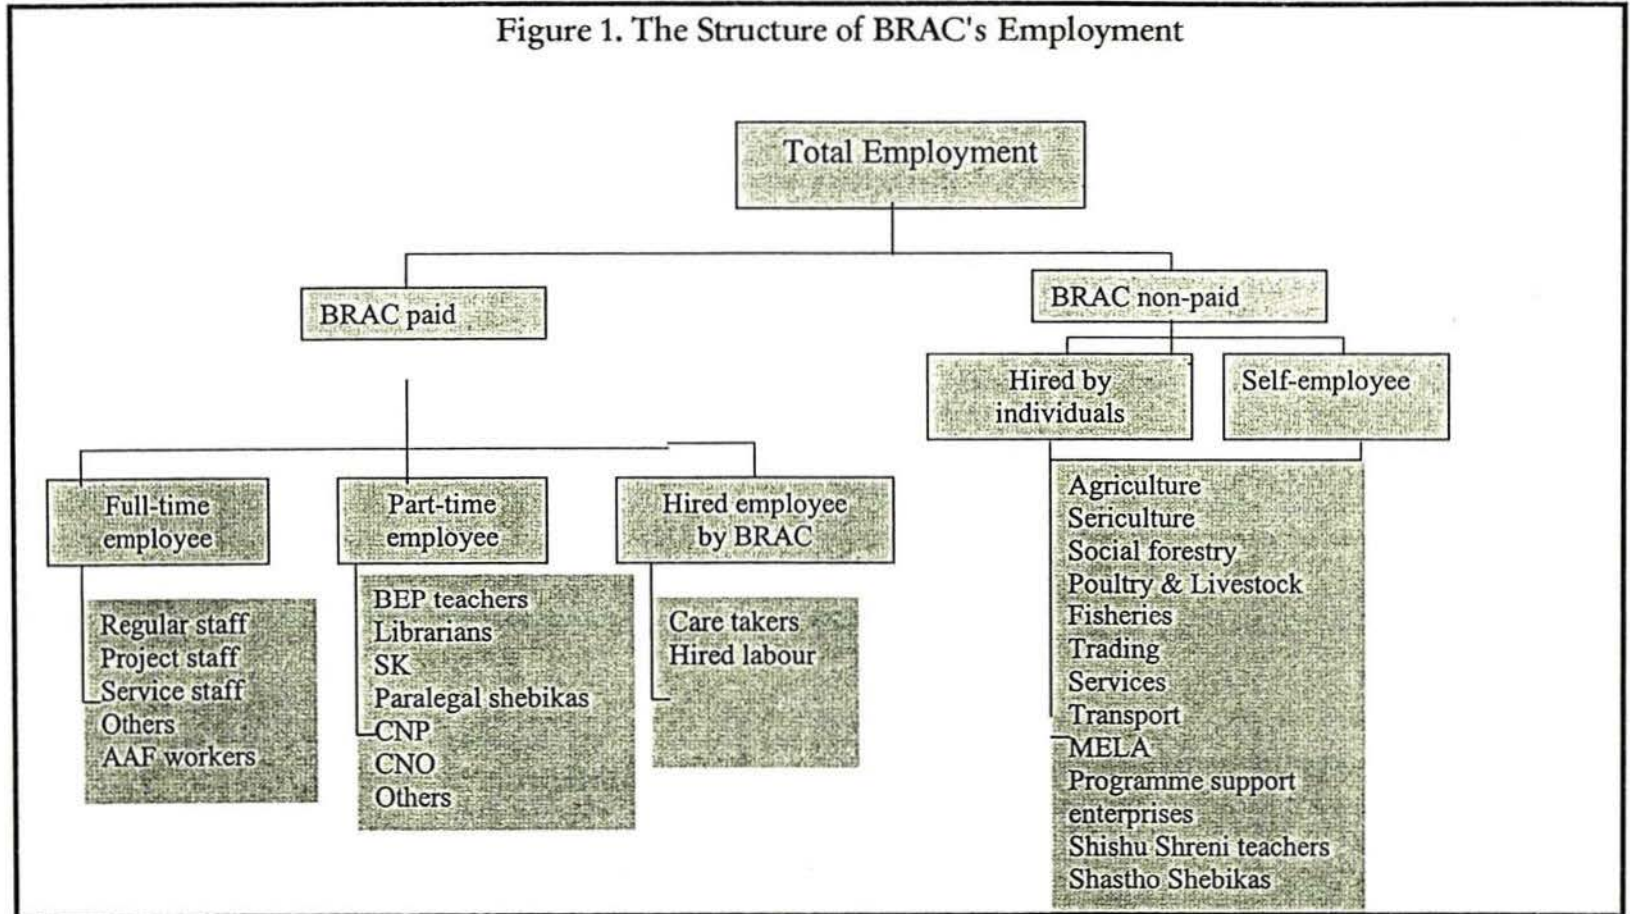 Figure 1. The Structure of BRAC's Employment
Total Employment
BRAC paid
BRAC non-paid
Hired by
individuals
Self-employee
Full-time
employee
Part-time
employee
Hired employee
by BRAC
Regular staff
Project staff
Service staff
Others
AAF workers
BEP teachers
Librarians
SK
Paralegal shebikas
CNP
CNO
Others
Care takers
Hired labour
Agriculture
Sericulture
Social forestry
Poultry & Livestock
Fisheries
Trading
Services
Transport
MELA
Programme support
enterprises
Shishu Shreni teachers
Shastho Shebikas